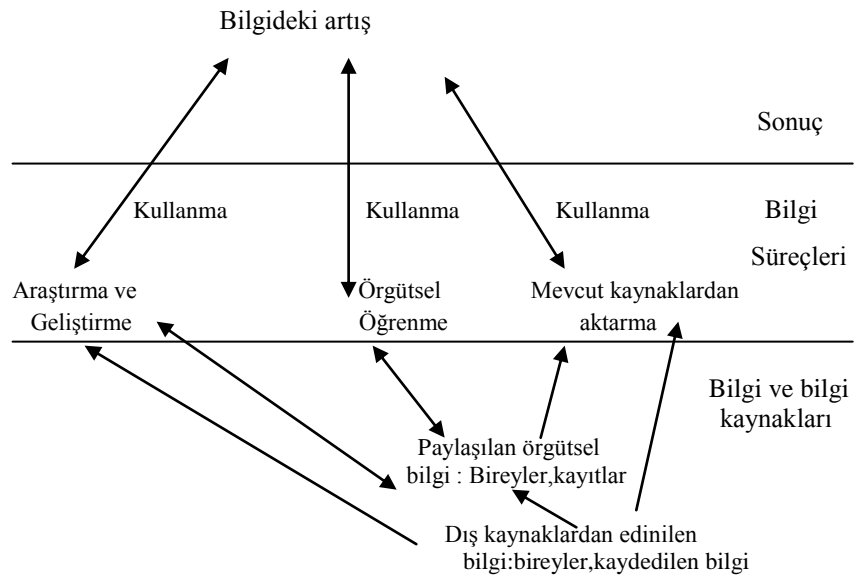 Bilgideki artış
Sonuç
Kullanma
Kullanma
Kullanma
Bilgi
Süreçleri
Araştırma ve
Geliştirme
Örgütsel
Öğrenme
Mevcut kaynaklardan
aktarma
Bilgi ve bilgi
kaynakları
Paylaşılan örgütsel
bilgi : Bireyler,kayıtlar
Dış kaynaklardan edinilen
bilgi:bireyler,kaydedilen bilgi